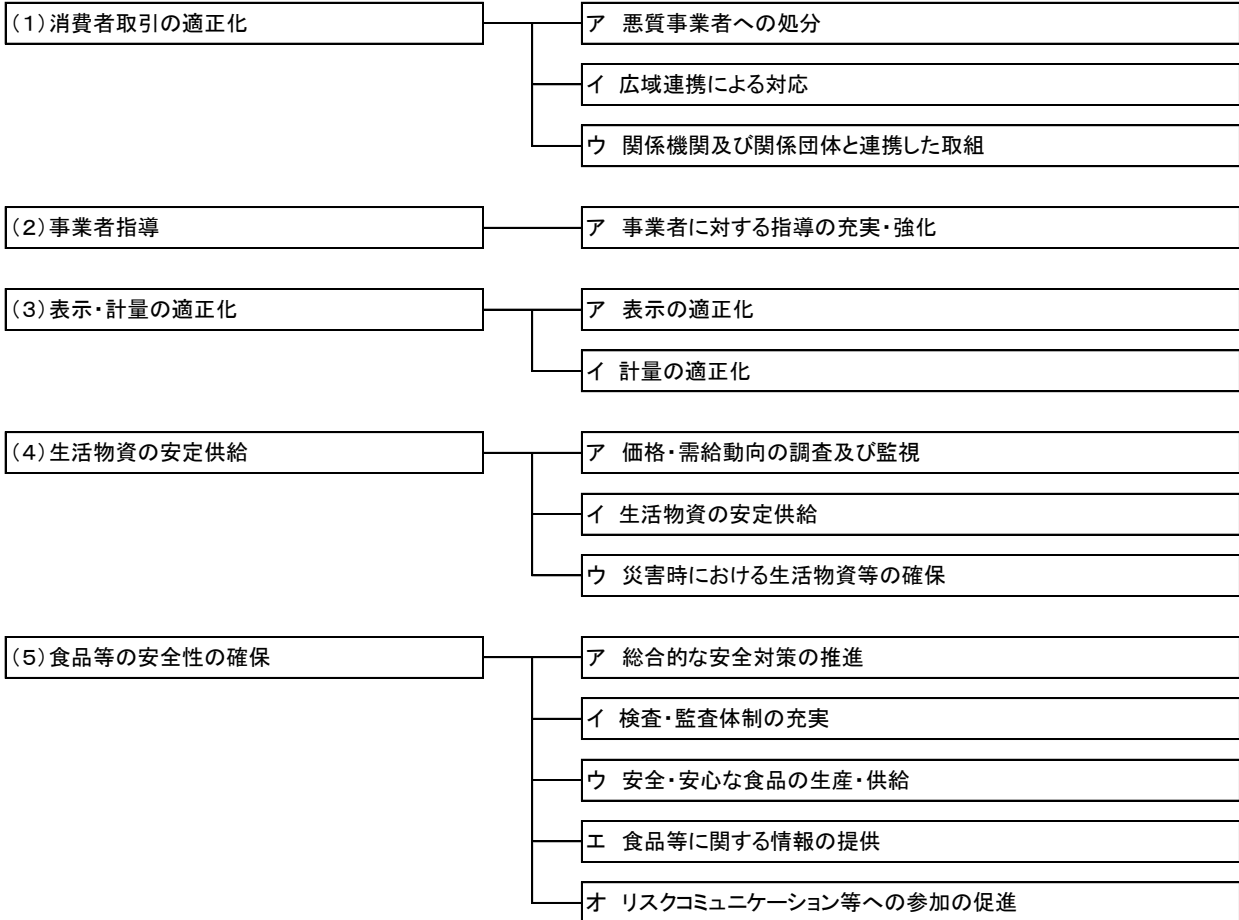 (1)消費者取引の適正化
ア 悪質事業者への処分
イ 広域連携による対応
ウ 関係機関及び関係団体と連携した取組
(2)事業者指導
ア 事業者に対する指導の充実・強化
(3)表示・計量の適正化
ア 表示の適正化
イ 計量の適正化
(4)生活物資の安定供給
ア 価格・需給動向の調査及び監視
イ 生活物資の安定供給
ウ 災害時における生活物資等の確保
(5)食品等の安全性の確保
ア 総合的な安全対策の推進
イ 検査・監査体制の充実
ウ 安全・安心な食品の生産・供給
エ 食品等に関する情報の提供
オ リスクコミュニケーション等への参加の促進